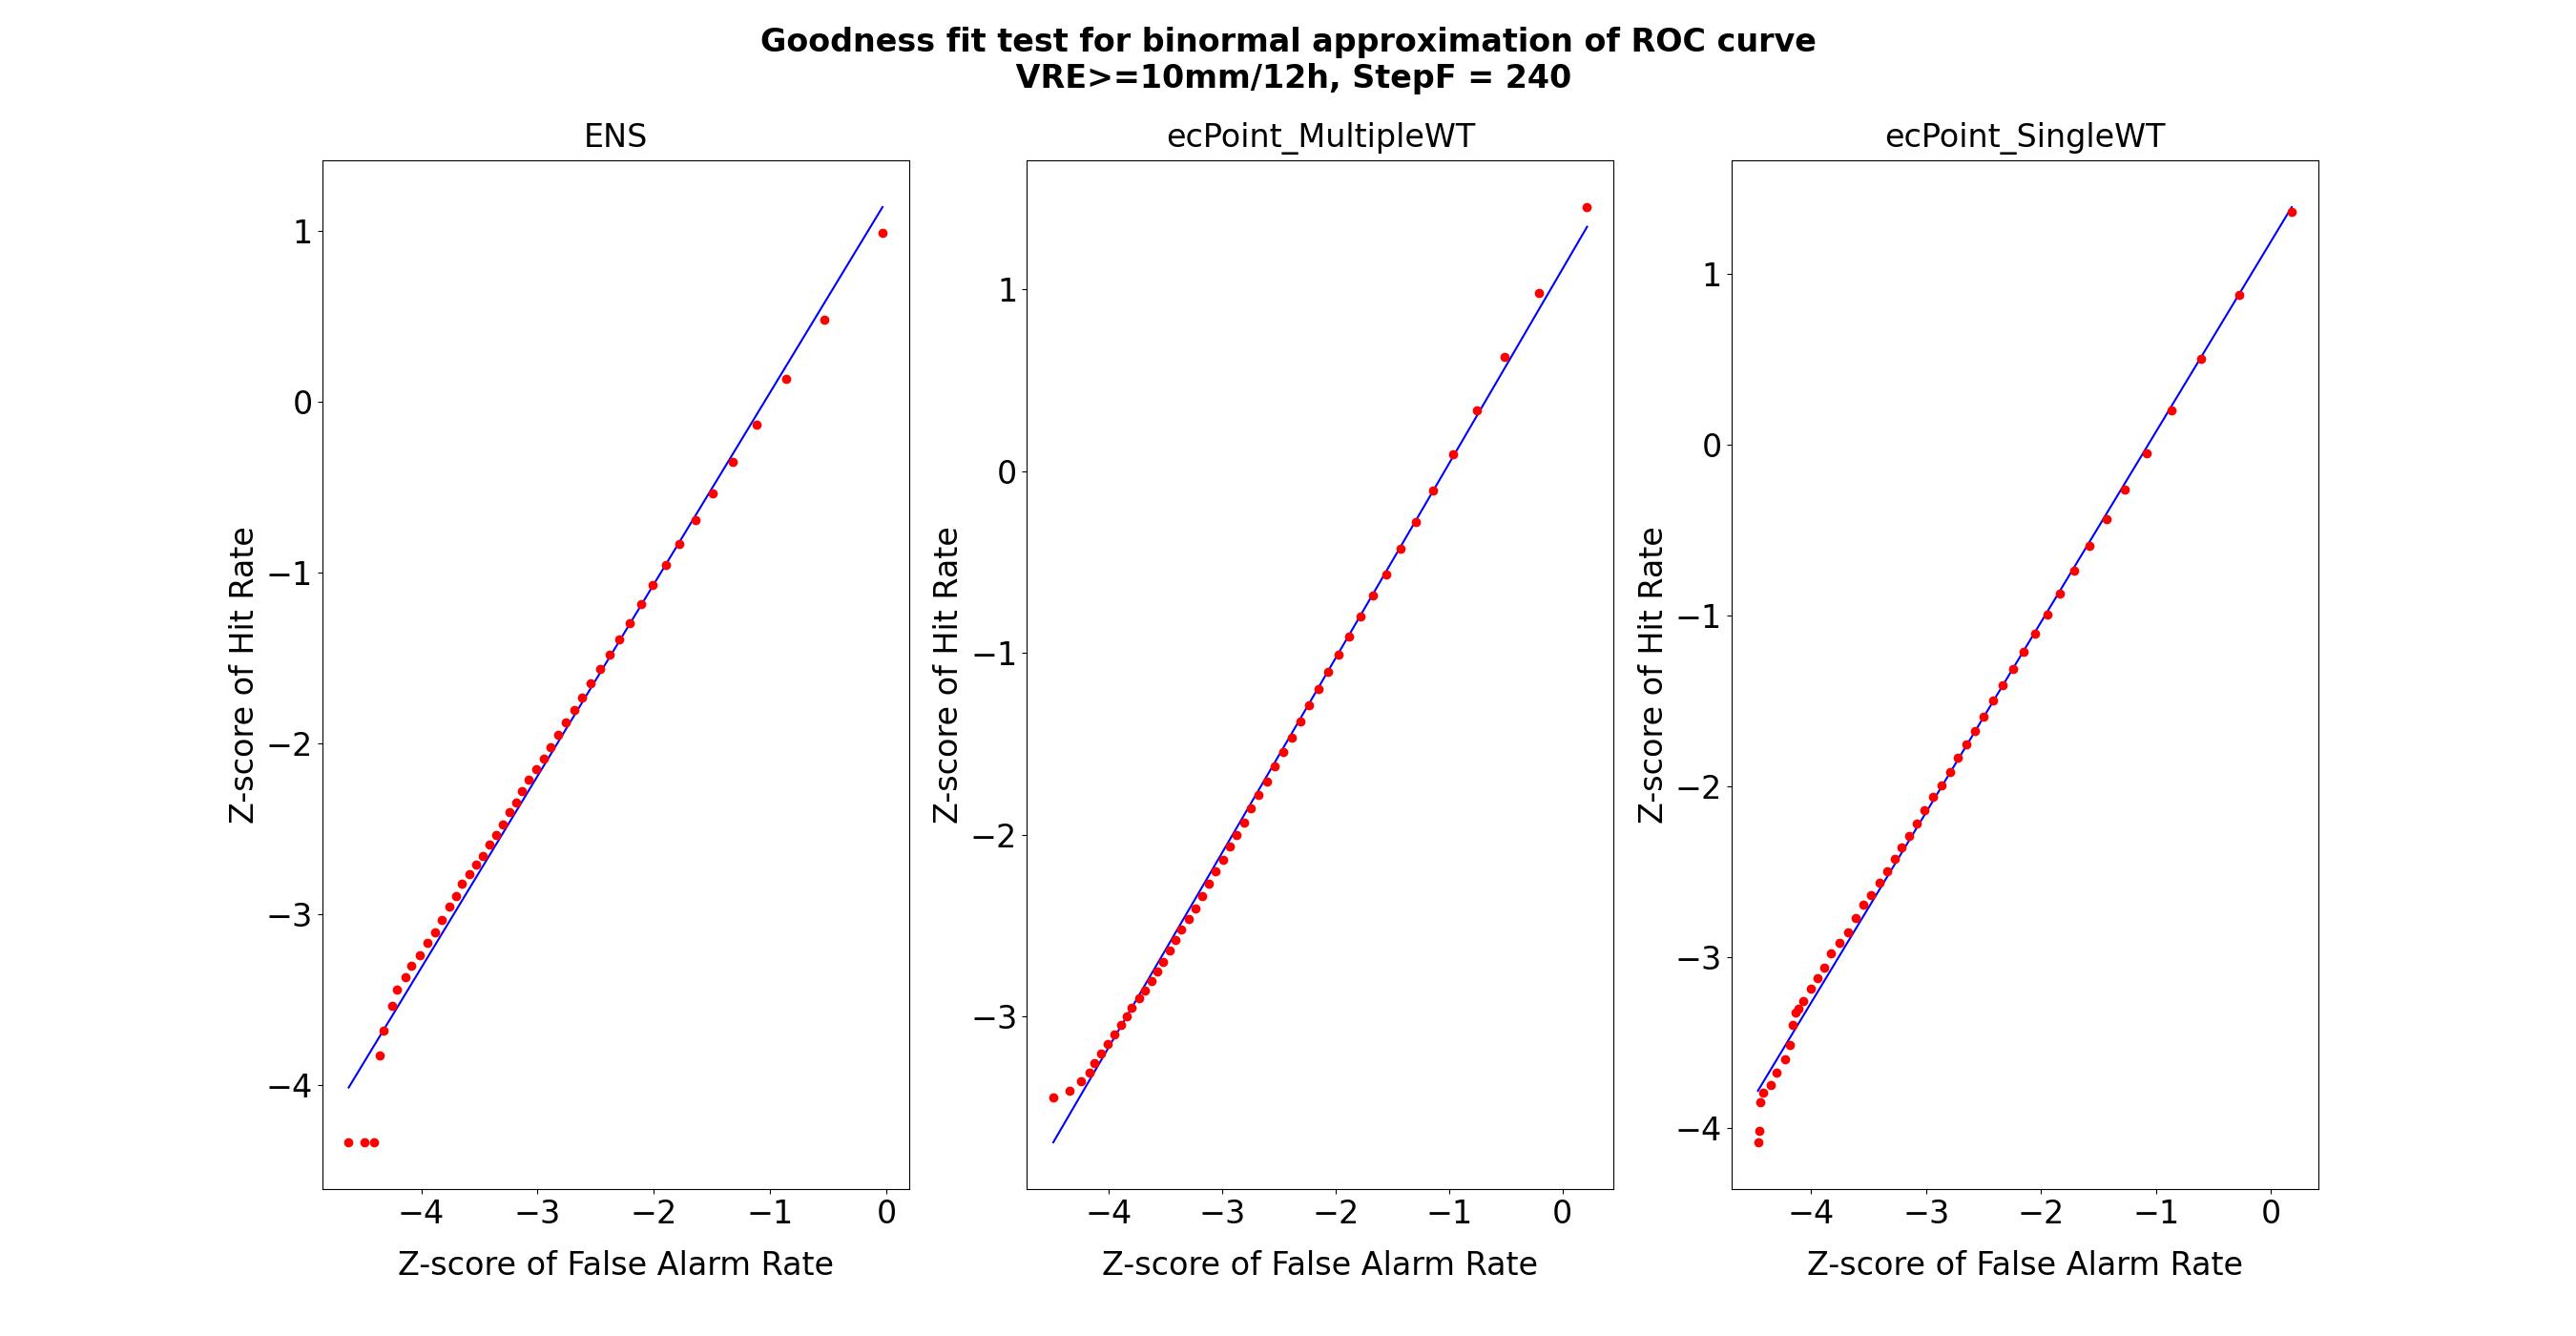 Goodness fit test for binormal approximation of ROC curve
VRE>=10mm/12h, StepF = 240
ENS
1
0
−1
−2
−3
−4
Z-score of Hit Rate
−4 −3 −2 −1 0
Z-score of False Alarm Rate
ecPoint_MultipleWT
1
0
−1
−2
−3
Z-score of Hit Rate
−4 −3 −2 −1 0
Z-score of False Alarm Rate
ecPoint_SingleWT
1
0
−1
−2
−3
−4
Z-score of Hit Rate
−4 −3 −2 −1 0
Z-score of False Alarm Rate